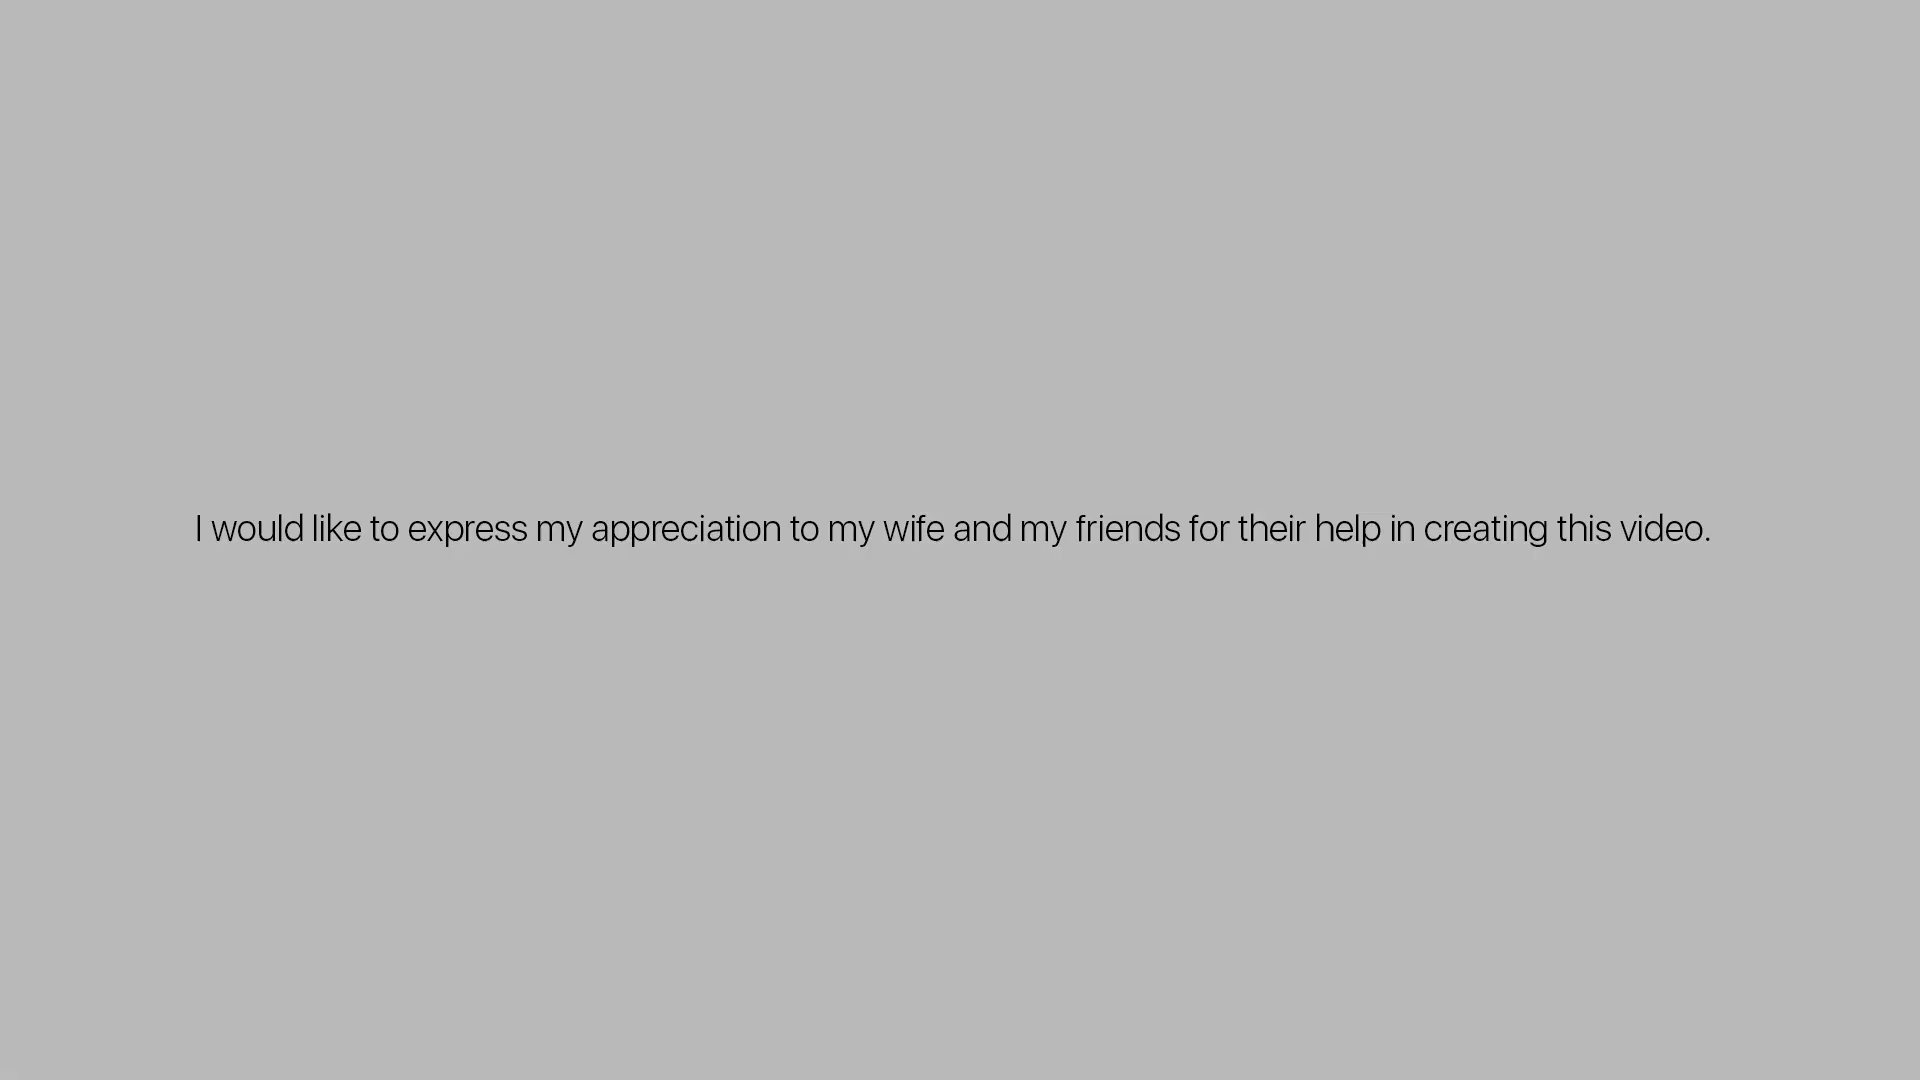 I would like to express my appreciation to my wife and my friends for their help in creating this video.